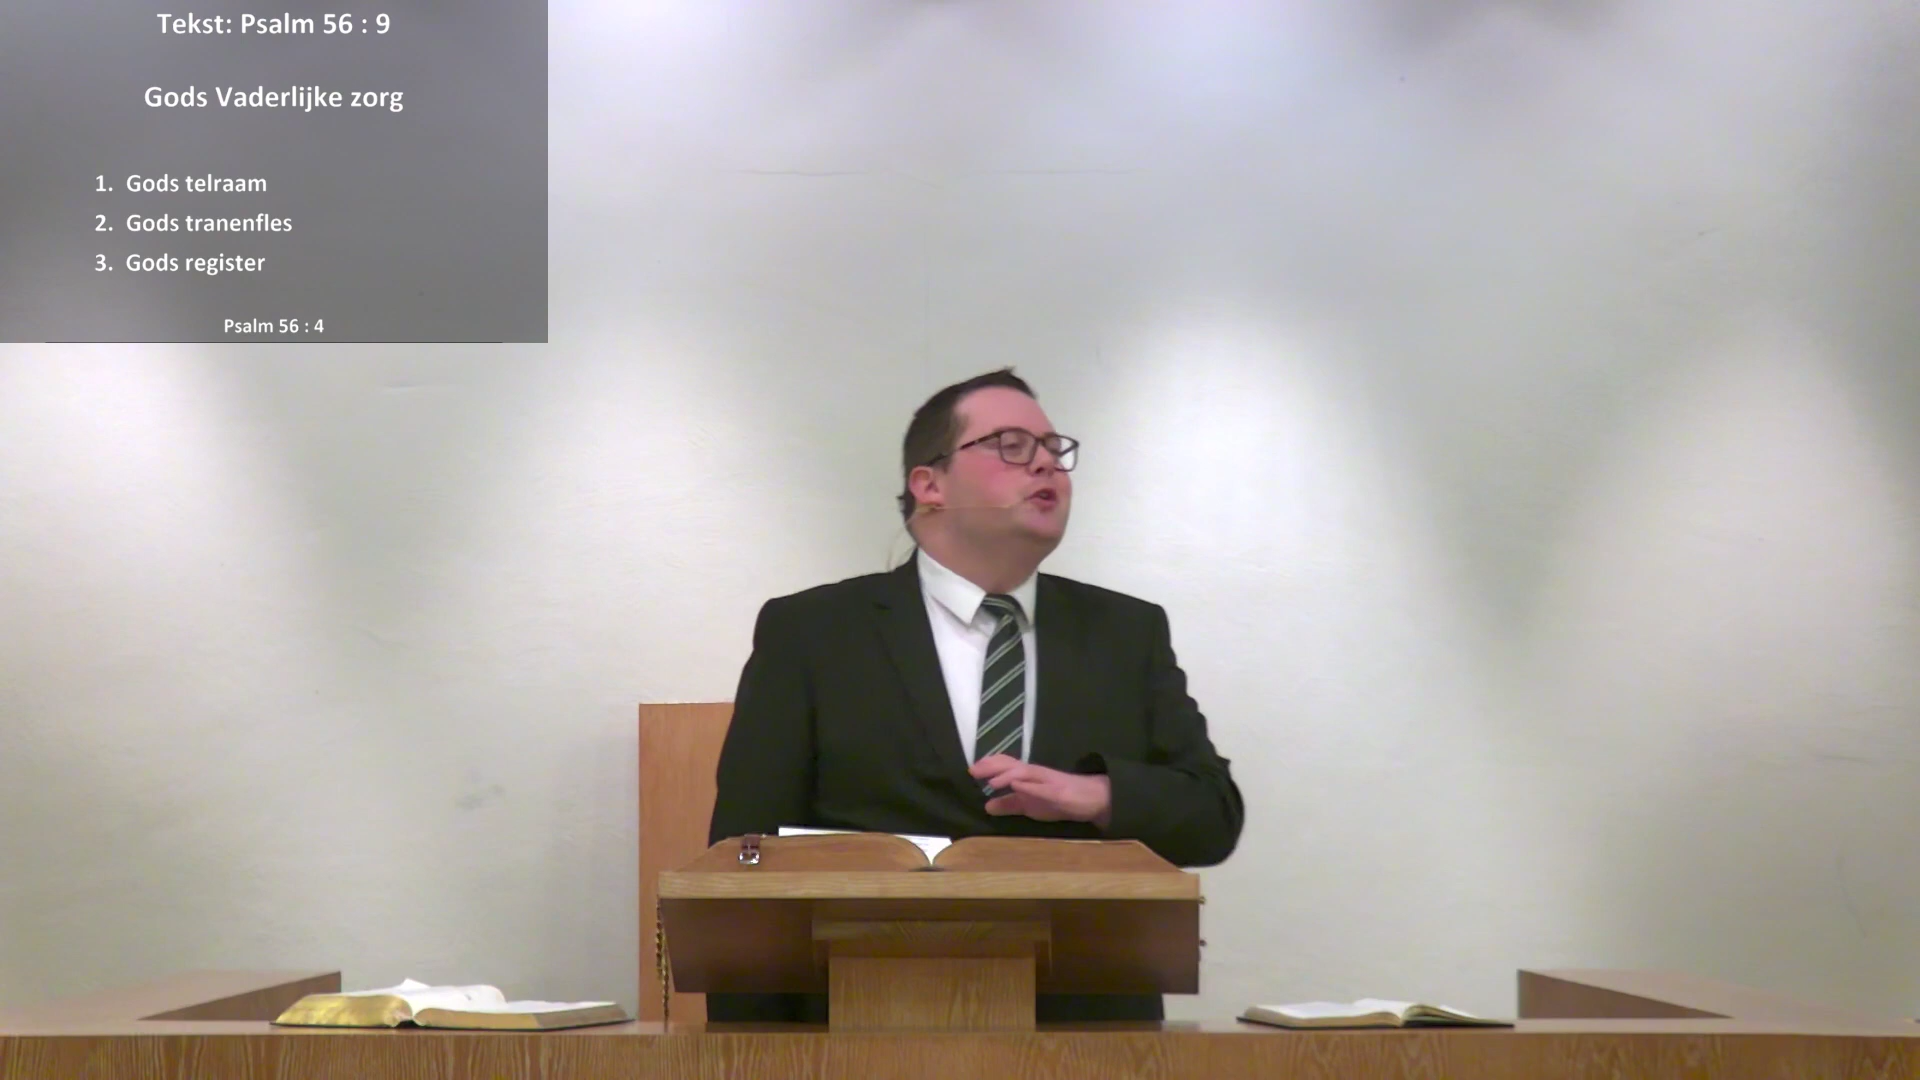 Tekst: Psalm 56 : 9
Gods Vaderlijke zorg
1. Gods telraam
2. Gods tranenfles
3. Gods register
Psalm 56 : 4